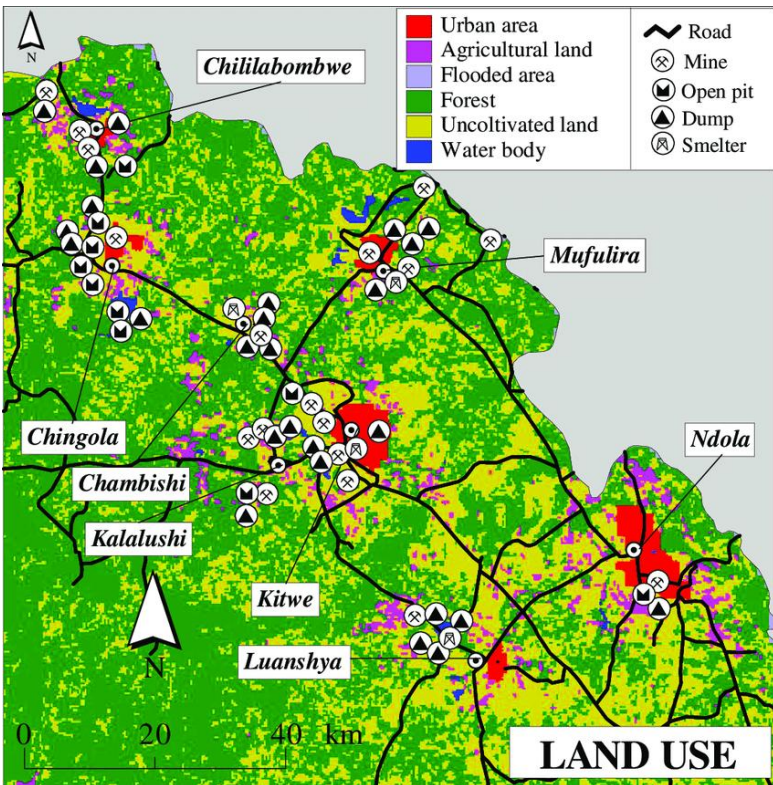 N
Urban area
Agricultural land
Flooded area
Forest
Uncoltivated land
Water body
Road
Mine
Open pit
Dump
Smelter
Chililabombwe
Mufulira
Chingola
Chambishi
Kalalushi
Kitwe
Ndola
Luanshya
N
0 20 40 km
LAND USE